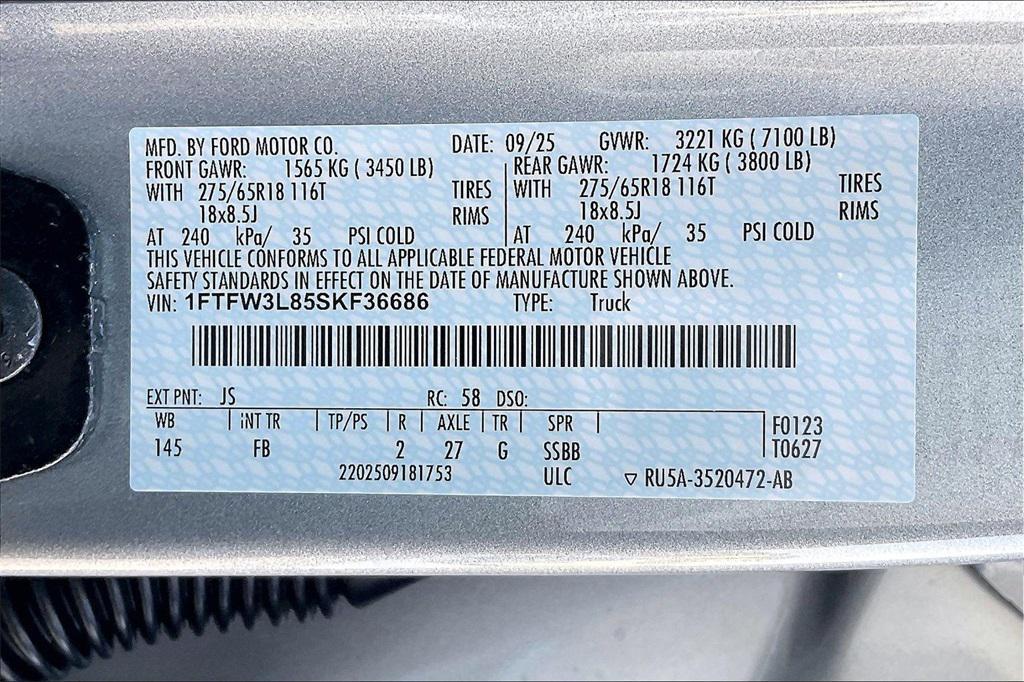 MFD. BY FORD MOTOR CO. DATE: 09/25 GVWR: 3221 KG ( 7100 LB)
FRONT GAWR: 1565 KG ( 3450 LB) REAR GAWR: 1724 KG ( 3800 LB)
WITH 275/65R18 116T TIRES WITH 275/65R18 116T TIRES
18x8.5J RIMS 18x8.5J RIMS
AT 240 kPa/ 35 PSI COLD AT 240 kPa/ 35 PSI COLD
THIS VEHICLE CONFORMS TO ALL APPLICABLE FEDERAL MOTOR VEHICLE
SAFETY STANDARDS IN EFFECT ON THE DATE OF MANUFACTURE SHOWN ABOVE.
VIN: 1FTFW3L85SKF36686 TYPE: Truck
EXT PNT: JS RC: 58 DSO:
WB INT TR TP/PS R AXLE TR SPR F0123
145 FB 2 27 G SSBB T0627
2202509181753 ULC ▽ RU5A-3520472-AB